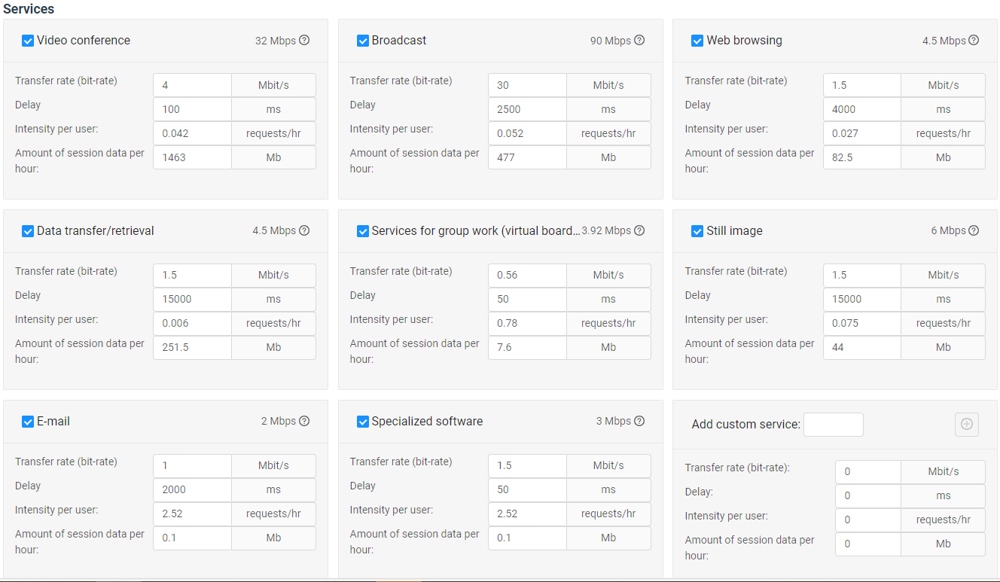 Services
Video conference 32 Mbps
Transfer rate (bit-rate) 4 Mbit/s
Delay 100 ms
Intensity per user: 0.042 requests/hr
Amount of session data per 1463 Mb
hour:
Broadcast 90 Mbps
Transfer rate (bit-rate) 30 Mbit/s
Delay 2500 ms
Intensity per user: 0.052 requests/hr
Amount of session data per 477 Mb
hour:
Web browsing 4.5 Mbps
Transfer rate (bit-rate) 1.5 Mbit/s
Delay 4000 ms
Intensity per user: 0.027 requests/hr
Amount of session data per 82.5 Mb
hour:
Data transfer/retrieval 4.5 Mbps
Transfer rate (bit-rate) 1.5 Mbit/s
Delay 15000 ms
Intensity per user: 0.006 requests/hr
Amount of session data per 251.5 Mb
hour:
Services for group work (virtual board... 3.92 Mbps
Transfer rate (bit-rate) 0.56 Mbit/s
Delay 50 ms
Intensity per user: 0.78 requests/hr
Amount of session data per 7.6 Mb
hour:
Still image 6 Mbps
Transfer rate (bit-rate) 1.5 Mbit/s
Delay 15000 ms
Intensity per user: 0.075 requests/hr
Amount of session data per 44 Mb
hour:
E-mail 2 Mbps
Transfer rate (bit-rate) 1 Mbit/s
Delay 2000 ms
Intensity per user: 2.52 requests/hr
Amount of session data per 0.1 Mb
hour:
Specialized software 3 Mbps
Transfer rate (bit-rate) 1.5 Mbit/s
Delay 50 ms
Intensity per user: 2.52 requests/hr
Amount of session data per 0.1 Mb
hour:
Add custom service:
Transfer rate (bit-rate): 0 Mbit/s
Delay: 0 ms
Intensity per user: 0 requests/hr
Amount of session data per 0 Mb
hour: